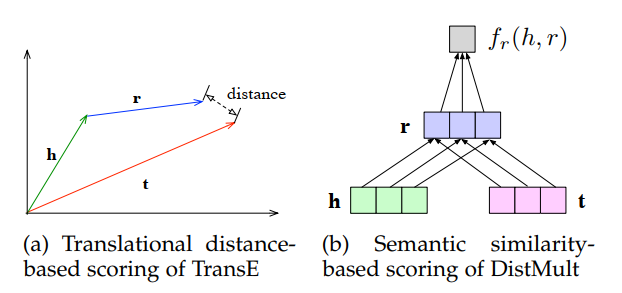 r
distance
h
t
(a) Translational distance-
based scoring of TransE
f_r(h, r)
r
h
t
(b) Semantic similarity-
based scoring of DistMult